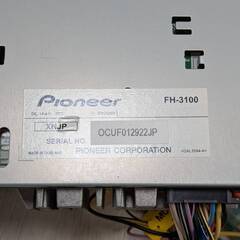 Pioneer FH-3100
XNJP
SERIAL NO. OCUF012922JP
PIONEER CORPORATION